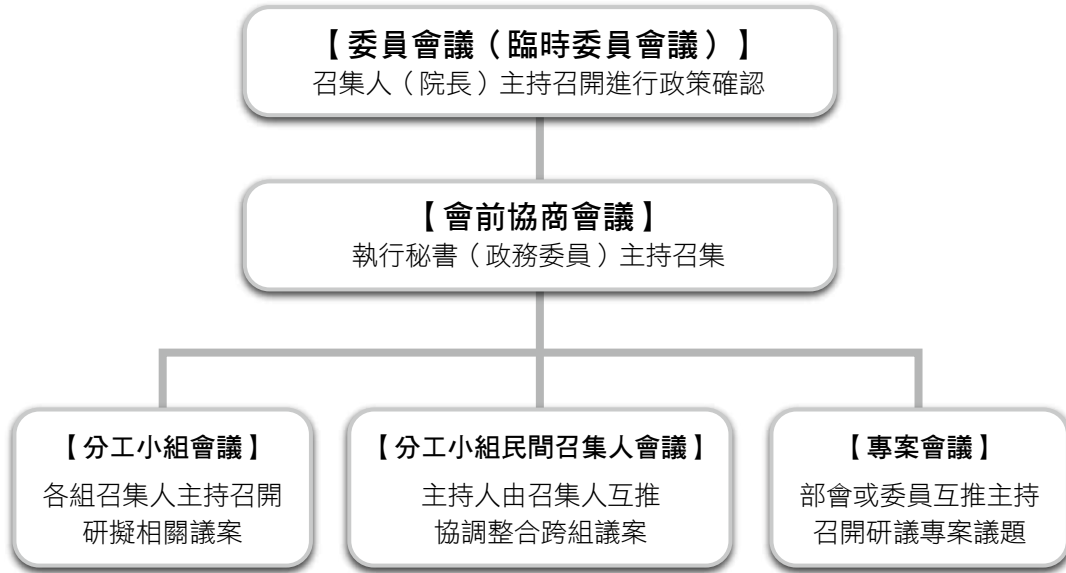 【委員會議（臨時委員會議）】
召集人（院長）主持召開進行政策確認
【會前協商會議】
執行秘書（政務委員）主持召集
【分工小組會議】
各組召集人主持召開
研擬相關議案
【分工小組民間召集人會議】
主持人由召集人互推
協調整合跨組議案
【專案會議】
部會或委員互推主持
召開研議專案議題